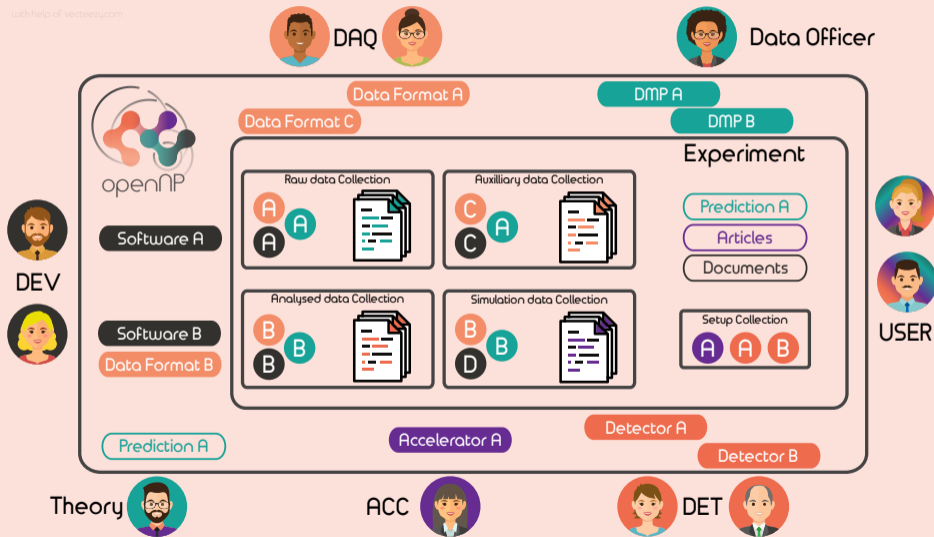 with help of vecteezy.com
DAQ
Data Officer
Data Format A
DMP A
Data Format C
DMP B
openNP
Experiment
Raw data Collection
A
A
A
Auxilliary data Collection
C
A
C
Prediction A
Articles
Documents
Software A
DEV
Analysed data Collection
B
B
B
Simulation data Collection
B
B
D
Setup Collection
A A B
USER
Software B
Data Format B
Prediction A
Accelerator A
Detector A
Detector B
Theory
ACC
DET